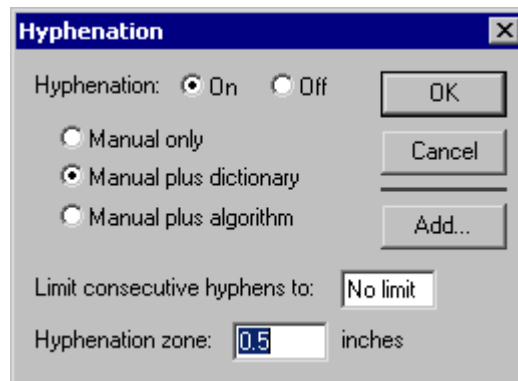 Hyphenation
Hyphenation: On Off
OK
Manual only
Cancel
Manual plus dictionary
Manual plus algorithm
Add...
Limit consecutive hyphens to: No limit
Hyphenation zone: 0.5 inches